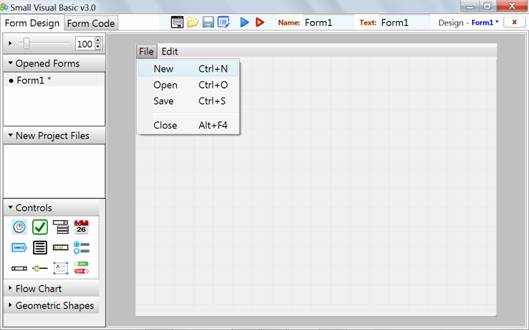 Small Visual Basic v3.0
Form Design Form Code Name: Form1 Text: Form1 Design - Form1 * x
100
Opened Forms
Form1 *
New Project Files
Controls
26
Flow Chart
Geometric Shapes
File Edit
New Ctrl+N
Open Ctrl+O
Save Ctrl+S
Close Alt+F4